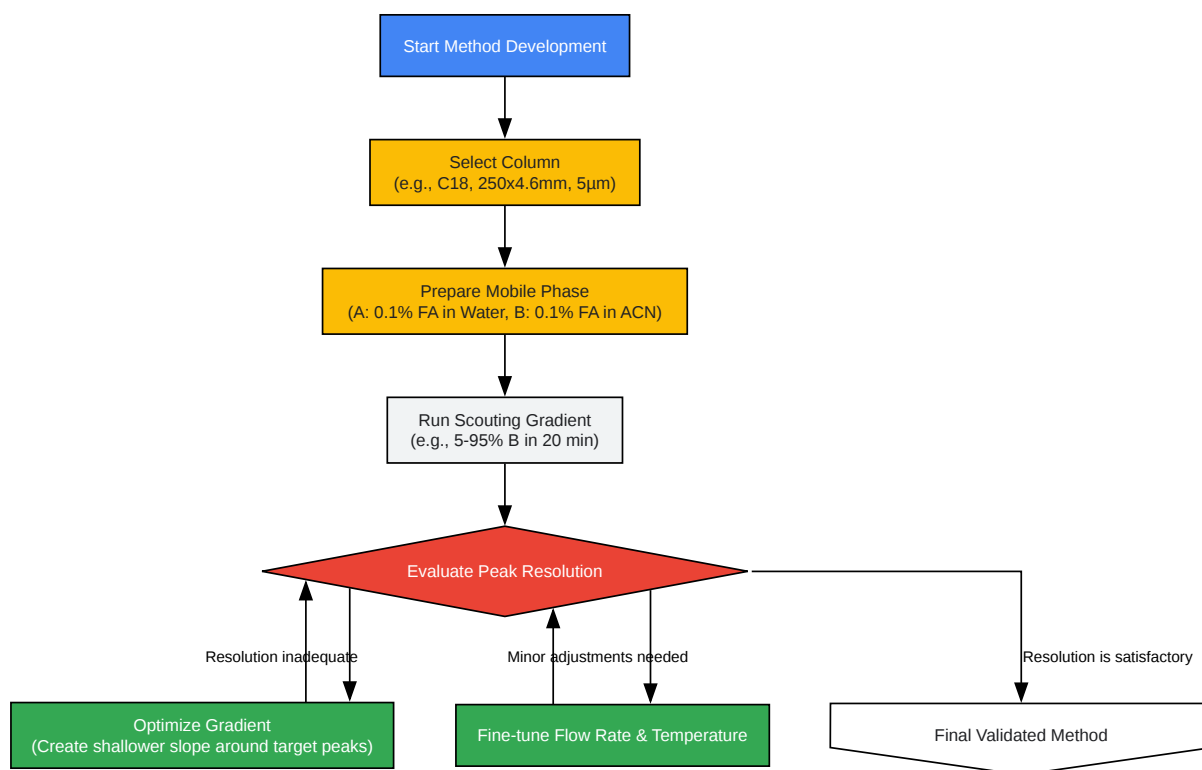 Start Method Development
Select Column
(e.g., C18, 250x4.6mm, 5µm)
Prepare Mobile Phase
(A: 0.1% FA in Water, B: 0.1% FA in ACN)
Run Scouting Gradient
(e.g., 5-95% B in 20 min)
Evaluate Peak Resolution
Resolution inadequate
Minor adjustments needed
Resolution is satisfactory
Optimize Gradient
(Create shallower slope around target peaks)
Fine-tune Flow Rate & Temperature
Final Validated Method